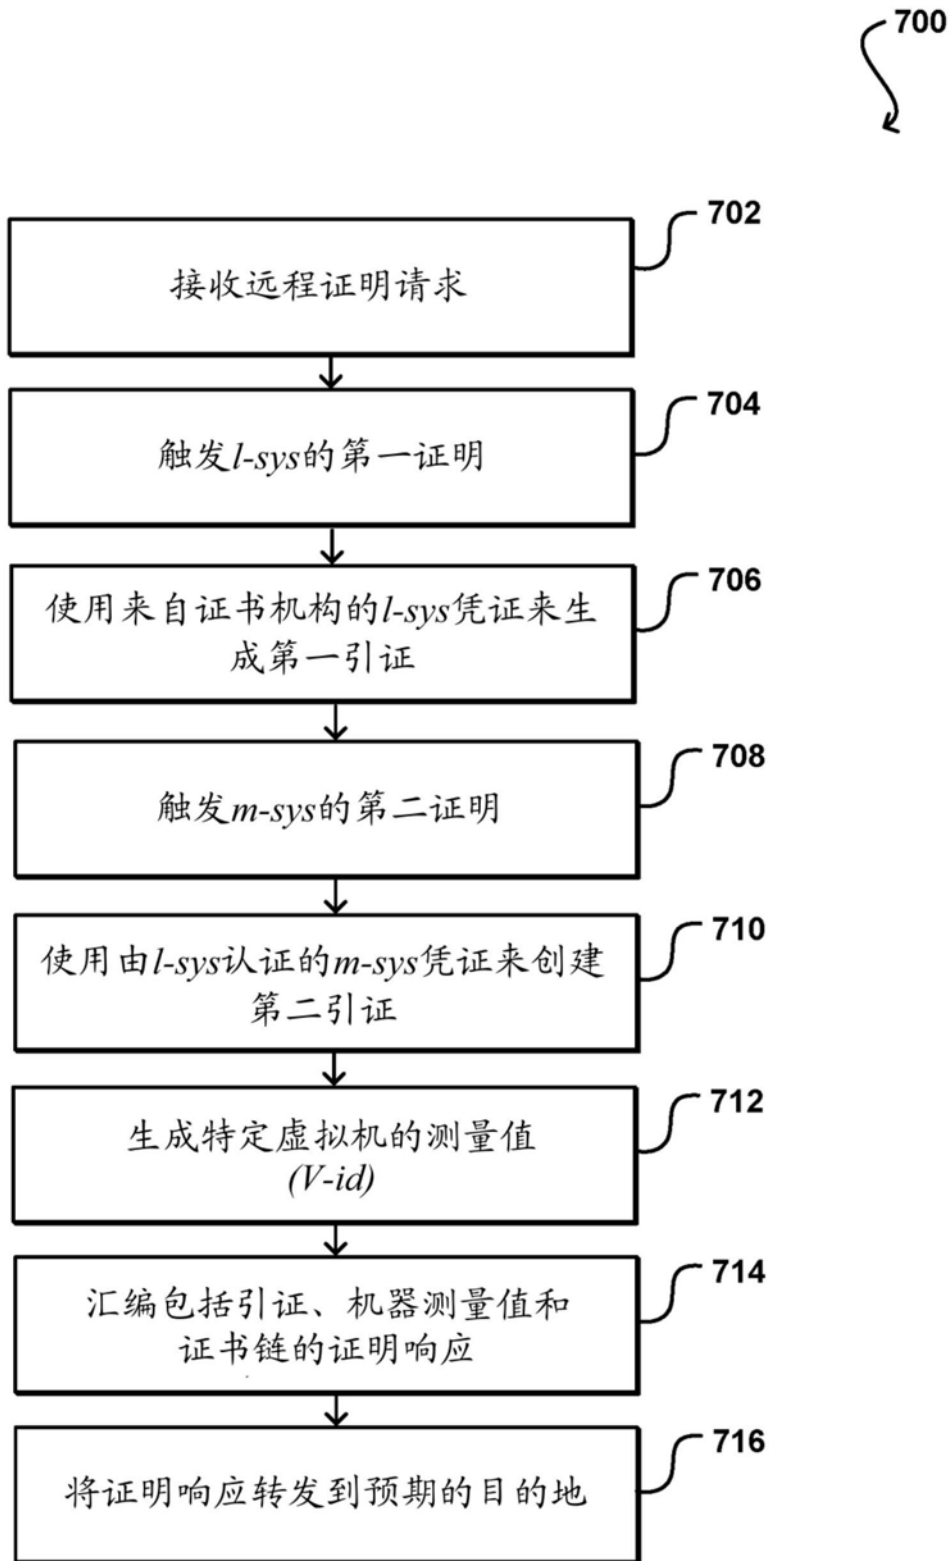 700
702
接收远程证明请求
704
触发l-sys的第一证明
706
使用来自证书机构的l-sys凭证来生
成第一引证
708
触发m-sys的第二证明
710
使用由l-sys认证的m-sys凭证来创建
第二引证
712
生成特定虚拟机的测量值
(V-id)
714
汇编包括引证、机器测量值和
证书链的证明响应
716
将证明响应转发到预期的目的地